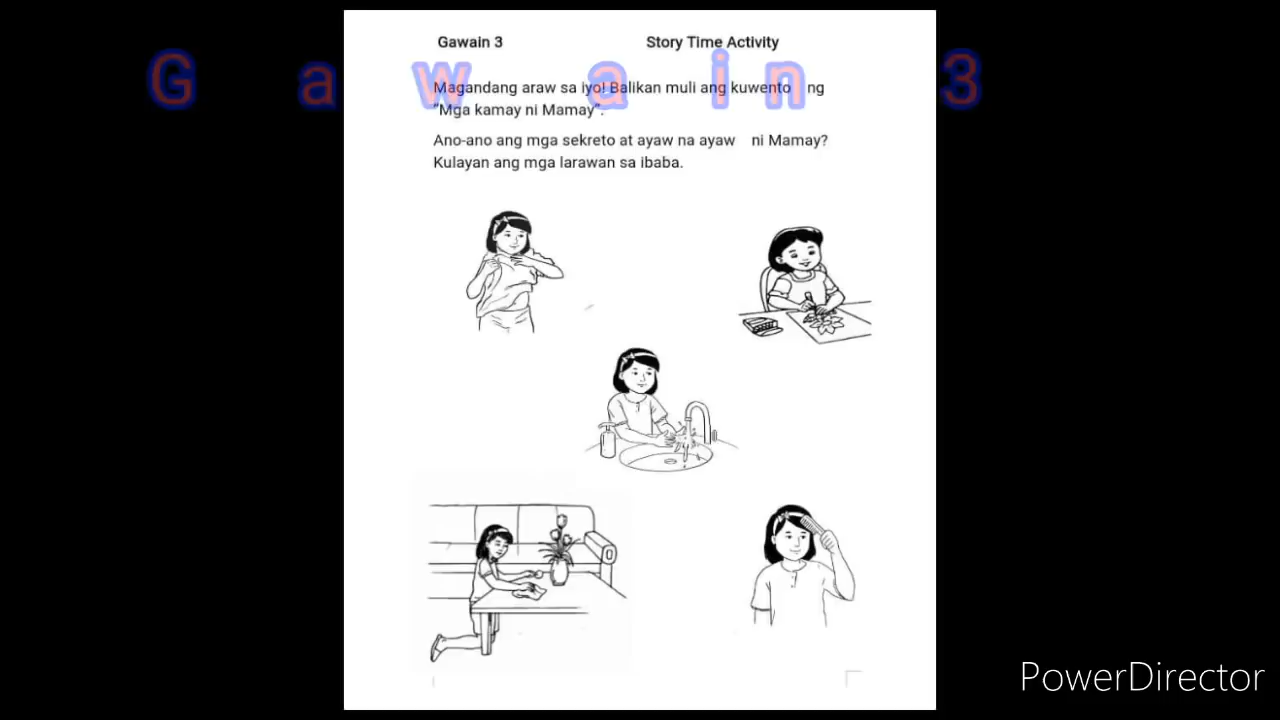 Gawain 3
Story Time Activity
G a w a i n 3
Magandang araw sa iyo! Balikan muli ang kuwento ng
"Mga kamay ni Mamay".
Ano-ano ang mga sekreto at ayaw na ayaw ni Mamay?
Kulayan ang mga larawan sa ibaba.
PowerDirector